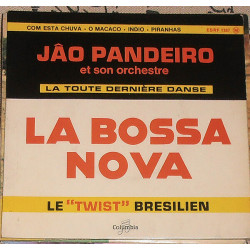 COM ESTA CHUVA - O MACACO - INDIO - PIRANHAS
JÂO PANDEIRO
et son orchestre
LA TOUTE DERNIÈRE DANSE
LA BOSSA
NOVA
LE "TWIST" BRESILIEN
Columbia